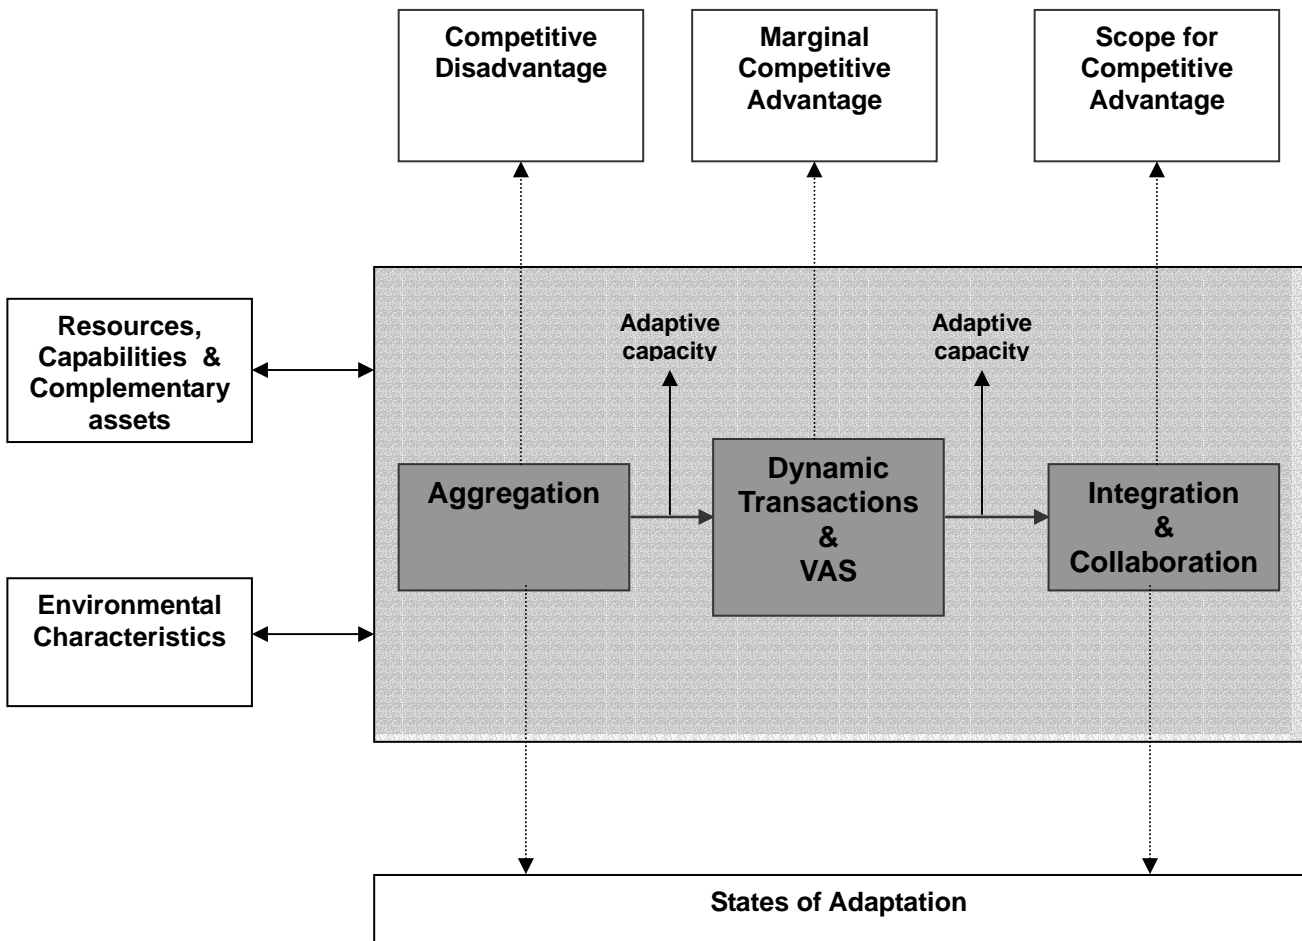 Competitive
Disadvantage
Marginal
Competitive
Advantage
Scope for
Competitive
Advantage
Resources,
Capabilities &
Complementary
assets
Adaptive
capacity
Adaptive
capacity
Aggregation
Dynamic
Transactions
&
VAS
Integration
&
Collaboration
Environmental
Characteristics
States of Adaptation